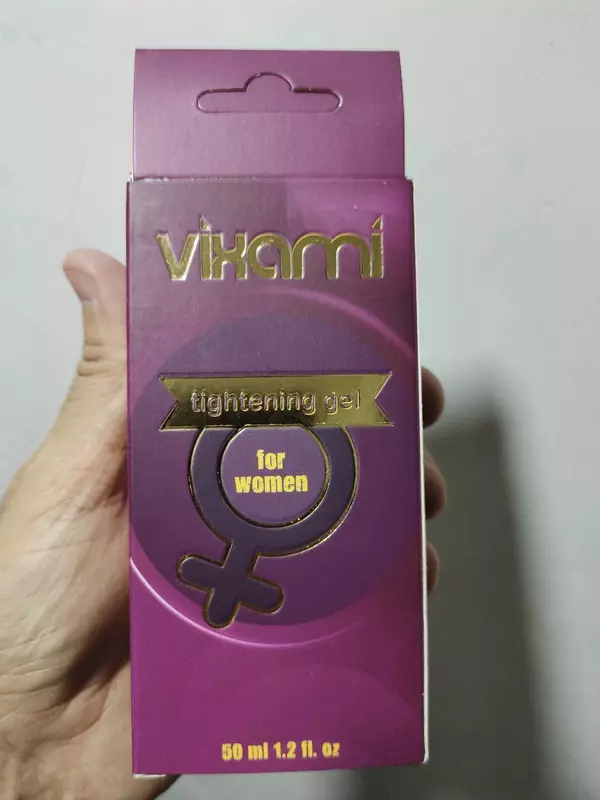 vixami
tightening gel
for
women
50 ml 1.2 fl. oz